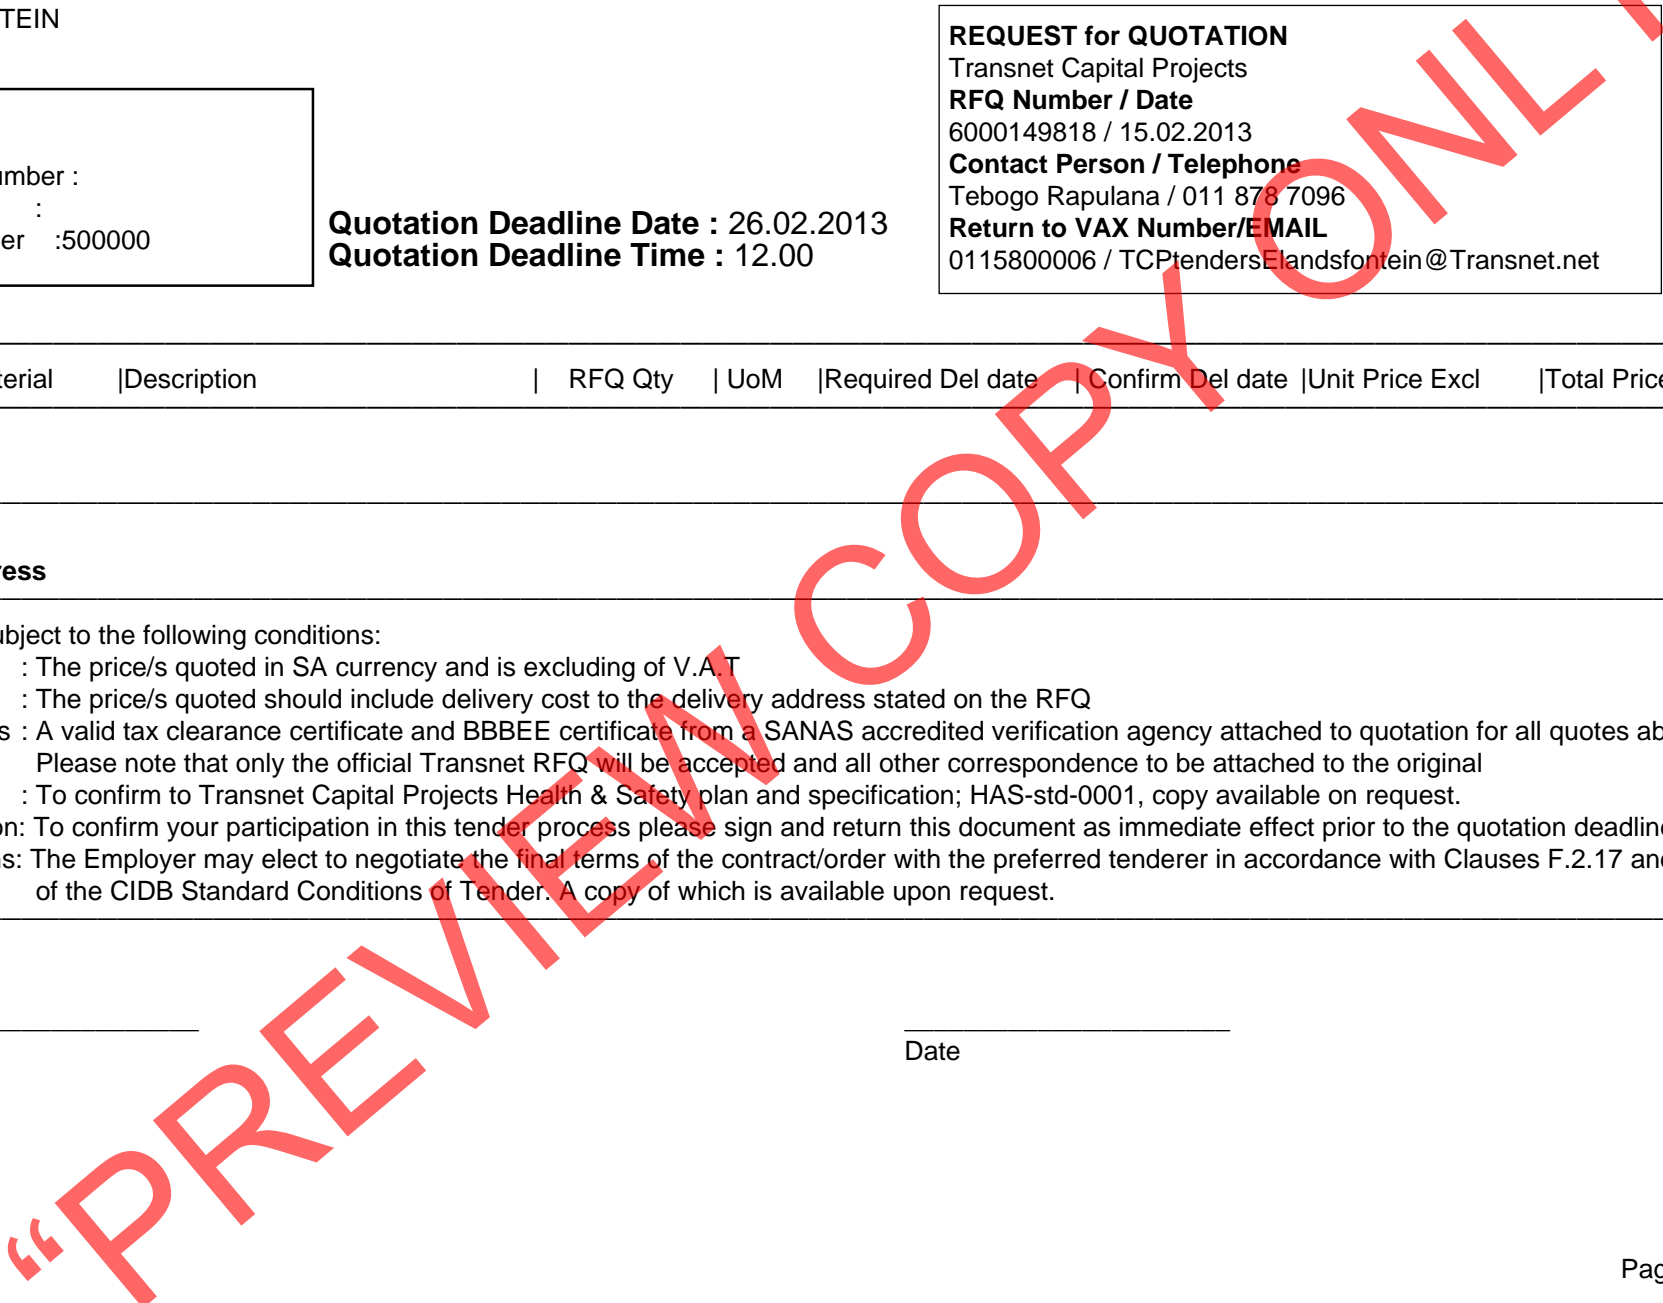 TEIN
REQUEST for QUOTATION
Transnet Capital Projects
RFQ Number / Date
6000149818 / 15.02.2013
Contact Person / Telephone
Tebogo Rapulana / 011 878 7096
Return to VAX Number/EMAIL
0115800006 / TCPtendersElandsfontein@Transnet.net
umber :
:
er :500000
Quotation Deadline Date : 26.02.2013
Quotation Deadline Time : 12.00
terial |Description | RFQ Qty | UoM |Required Del date | Confirm Del date |Unit Price Excl |Total Price
ress
ubject to the following conditions:
: The price/s quoted in SA currency and is excluding of V.A.T
: The price/s quoted should include delivery cost to the delivery address stated on the RFQ
s : A valid tax clearance certificate and BBBEE certificate from a SANAS accredited verification agency attached to quotation for all quotes ab
Please note that only the official Transnet RFQ will be accepted and all other correspondence to be attached to the original
: To confirm to Transnet Capital Projects Health & Safety plan and specification; HAS-std-0001, copy available on request.
on: To confirm your participation in this tender process please sign and return this document as immediate effect prior to the quotation deadline
ns: The Employer may elect to negotiate the final terms of the contract/order with the preferred tenderer in accordance with Clauses F.2.17 and
of the CIDB Standard Conditions of Tender. A copy of which is available upon request.
Date
Pag
“PREVIEW COPY ONL